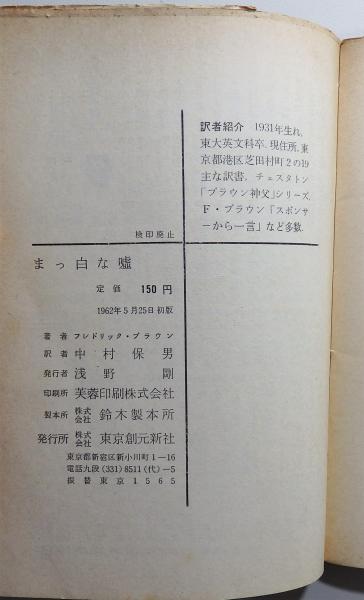 訳者紹介　1931年生れ。
東大英文科卒。現住所、東
京都港区芝田村町2の19
主な訳書。チェスタトン
「ブラウン神父」シリーズ、
F・ブラウン「スポンサ
ーから一言」など多数。
検印廃止
まっ白な嘘
定価　150円
1962年5月25日初版
著者　フレドリック・ブラウン
訳者　中村保男
発行者　浅野剛
印刷所　芙蓉印刷株式会社
製本所　株式会社　鈴木製本所
発行所　株式会社　東京創元新社
東京都新宿区新小川町1－16
電話九段(331)8511(代)－5
振替東京1565